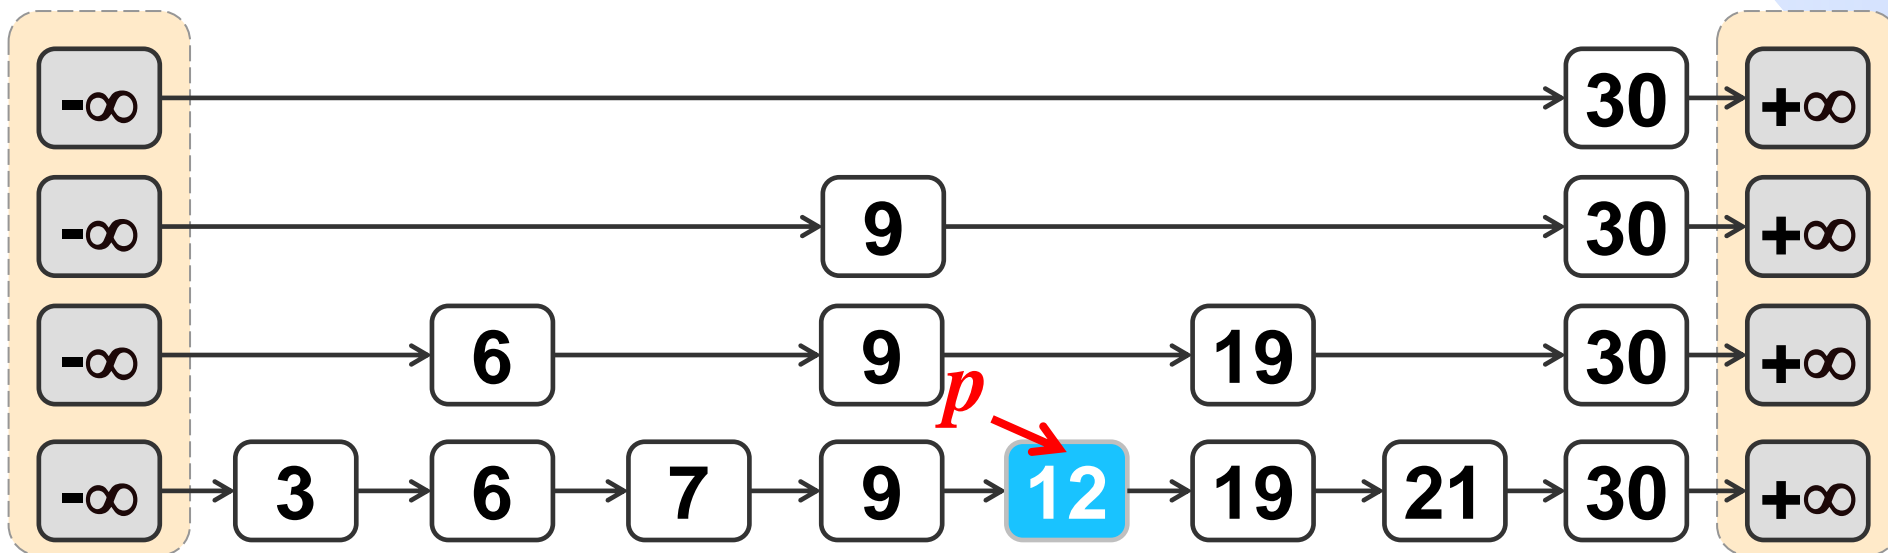 -∞ 30 +∞
-∞ 9 30 +∞
-∞ 6 9 19 30 +∞
p
-∞ 3 6 7 9 12 19 21 30 +∞